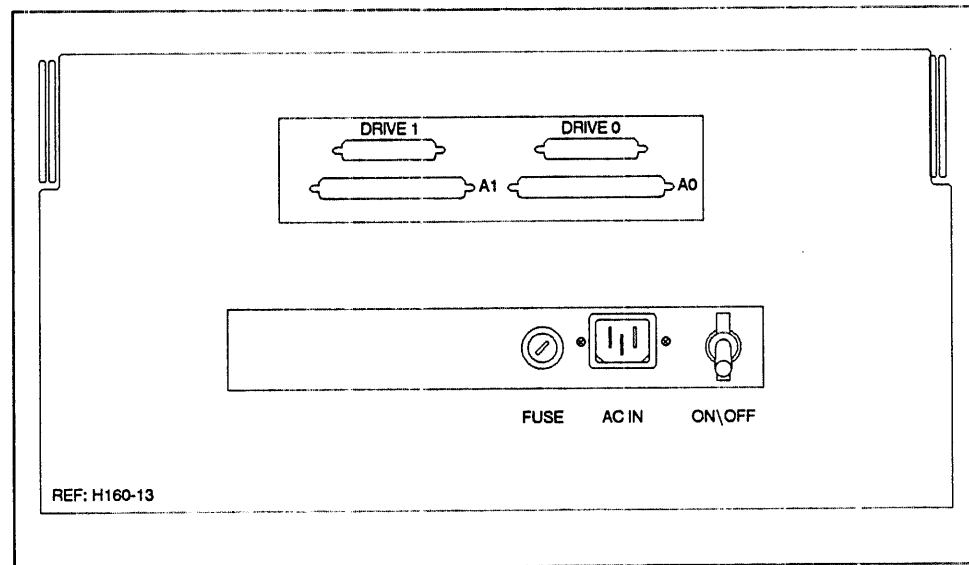 DRIVE 1 DRIVE 0
A1 A0
FUSE AC IN ON\OFF
REF: H160-13